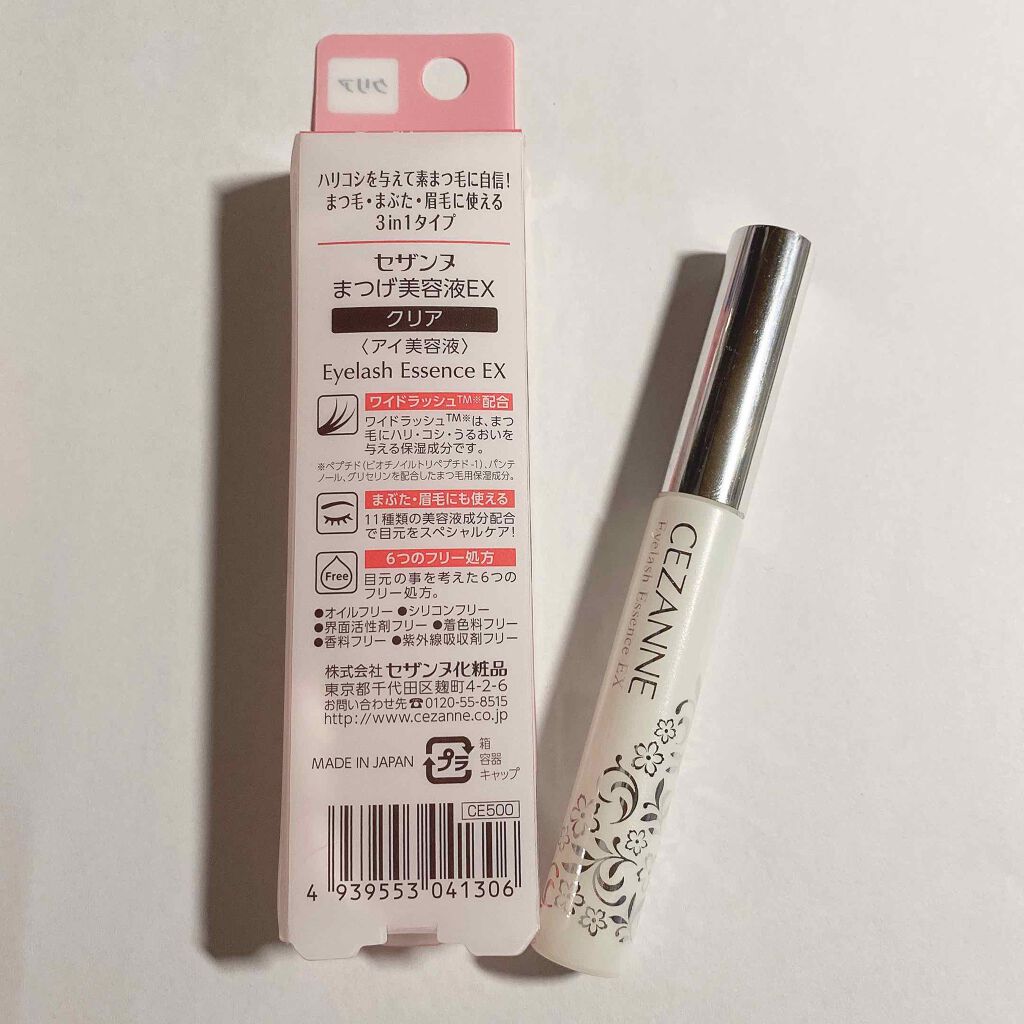 クリア
ハリコシを与えて素まつ毛に自信!
まつ毛・まぶた・眉毛に使える
3in1タイプ
セザンヌ
まつげ美容液EX
クリア
〈アイ美容液〉
Eyelash Essence EX
ワイドラッシュTM※配合
ワイドラッシュTM※は、まつ
毛にハリ・コシ・うるおいを
与える保湿成分です。
※ペプチド(ビオチノイルトリペプチド-1)、パンテ
ノール、グリセリンを配合したまつ毛用保湿成分。
まぶた・眉毛にも使える
11種類の美容液成分配合
で目元をスペシャルケア!
Free
6つのフリー処方
目元の事を考えた6つの
フリー処方。
●オイルフリー ●シリコンフリー
●界面活性剤フリー ●着色料フリー
●香料フリー ●紫外線吸収剤フリー
株式会社 セザンヌ化粧品
東京都千代田区麹町4-2-6
お問い合わせ先☎0120-55-8515
http://www.cezanne.co.jp
MADE IN JAPAN
プラ
箱
容器
キャップ
CE500
4 939553 041306
CEZANNE
Eyelash Essence EX